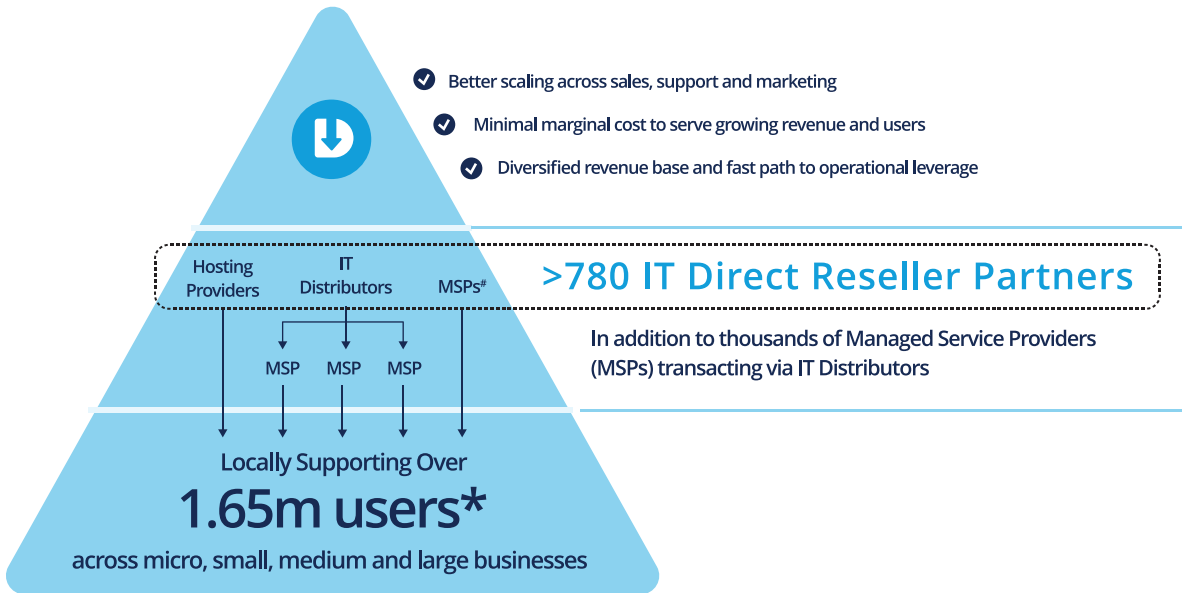 Better scaling across sales, support and marketing
Minimal marginal cost to serve growing revenue and users
Diversified revenue base and fast path to operational leverage
Hosting
Providers
IT
Distributors
MSPs#
>780 IT Direct Reseller Partners
In addition to thousands of Managed Service Providers
(MSPs) transacting via IT Distributors
MSP
MSP
MSP
Locally Supporting Over
1.65m users*
across micro, small, medium and large businesses